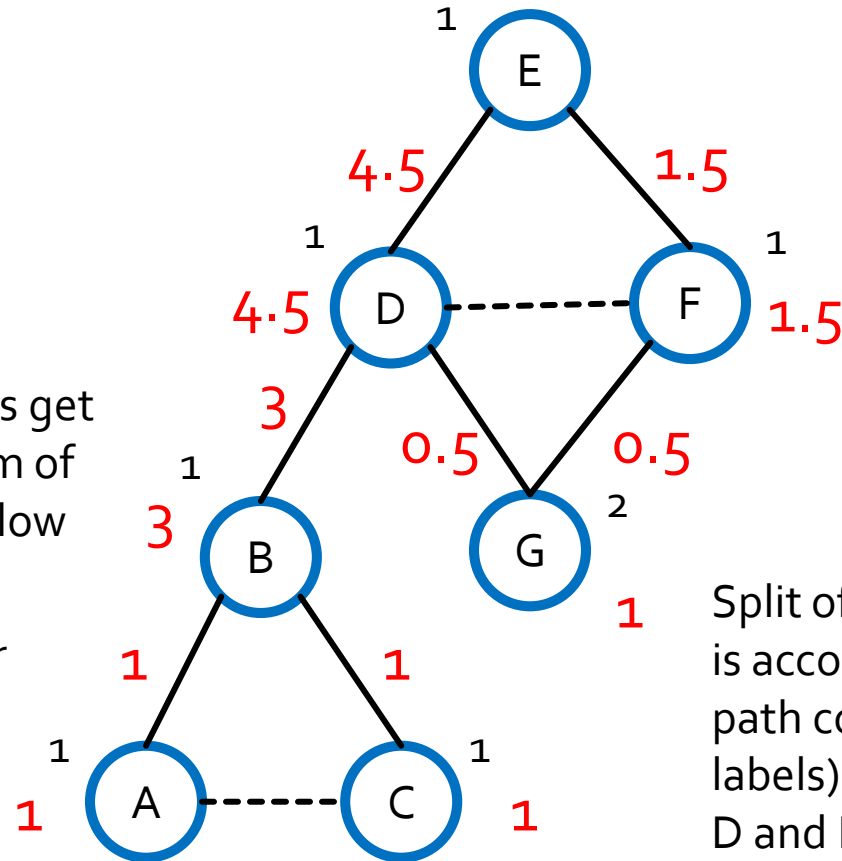 1
E
4.5 1.5
1 1
4.5 D F 1.5
s get
3
m of
0.5 0.5
1
low
3 B
2
G
1
Split of
is acco
1 1
path co
1 1
labels)
1 A C 1
D and